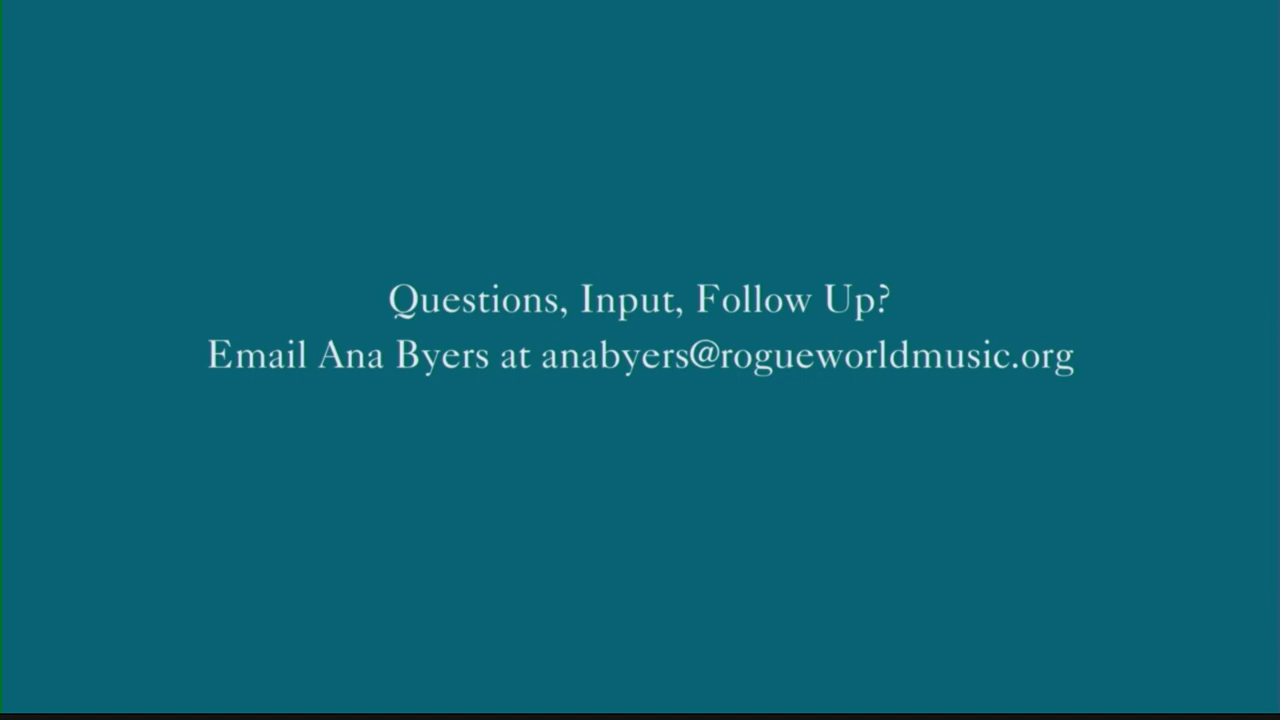 Questions, Input, Follow Up?
Email Ana Byers at anabyers@rogueworldmusic.org